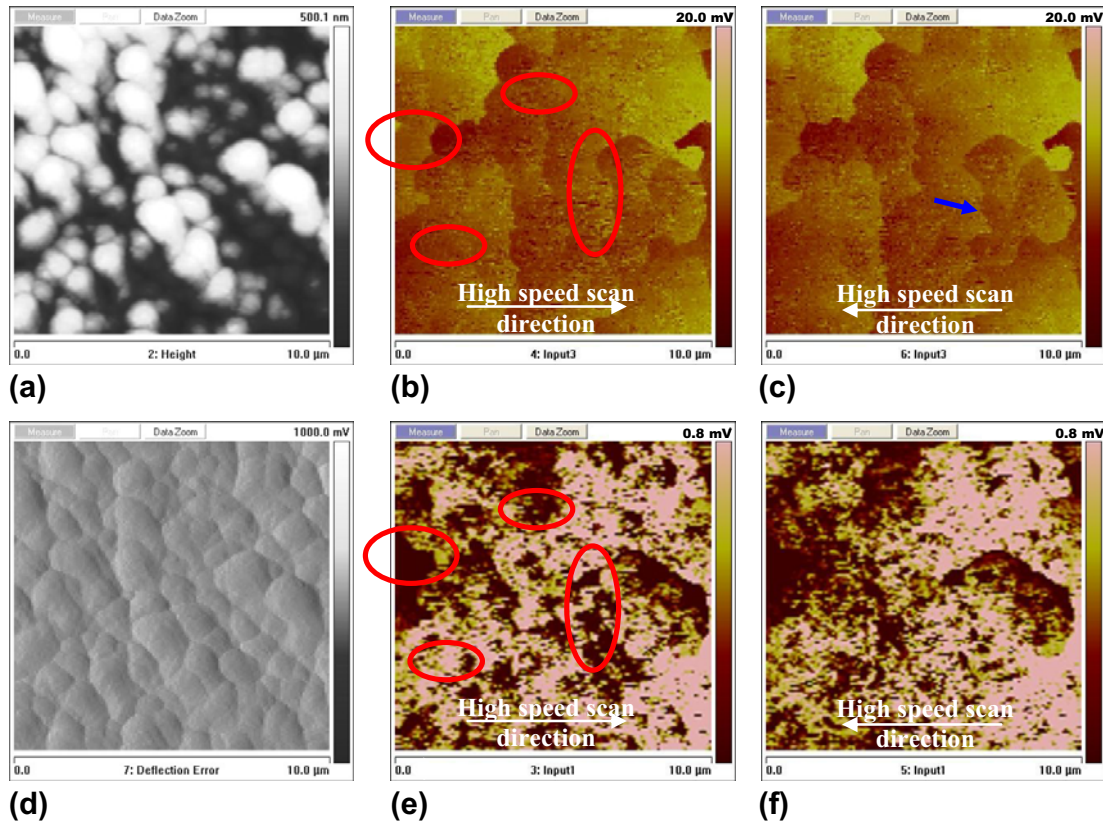 Measure Pan Data Zoom 500.1 nm
0.0 2: Height 10.0 µm
(a)
Measure Pan Data Zoom 20.0 mV
High speed scan
direction
0.0 4: Input3 10.0 µm
(b)
Measure Pan Data Zoom 20.0 mV
High speed scan
direction
0.0 6: Input3 10.0 µm
(c)
Measure Pan Data Zoom 1000.0 mV
0.0 7: Deflection Error 10.0 µm
(d)
Measure Pan Data Zoom 0.8 mV
High speed scan
direction
0.0 3: Input1 10.0 µm
(e)
Measure Pan Data Zoom 0.8 mV
High speed scan
direction
0.0 5: Input1 10.0 µm
(f)